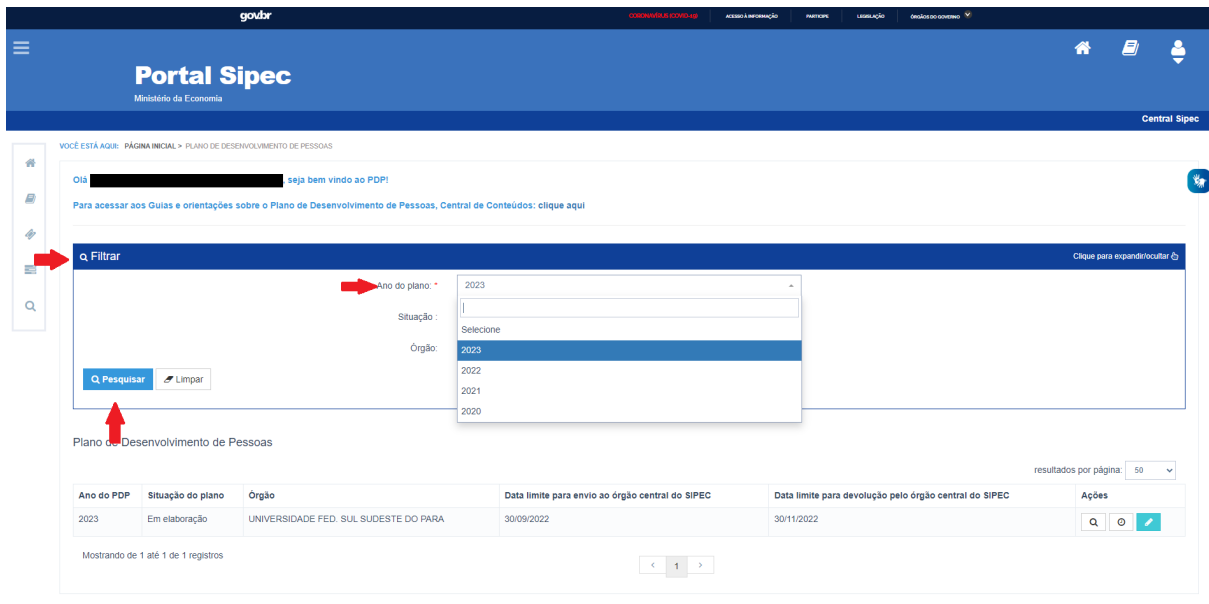 gov.br CORONAVÍRUS (COVID-19) ACESSO À INFORMAÇÃO PARTICIPE LEGISLAÇÃO ÓRGÃOS DO GOVERNO
Portal Sipec
Ministério da Economia
Central Sipec
VOCÊ ESTÁ AQUI: PÁGINA INICIAL > PLANO DE DESENVOLVIMENTO DE PESSOAS
Olá , seja bem vindo ao PDP!
Para acessar aos Guias e orientações sobre o Plano de Desenvolvimento de Pessoas, Central de Conteúdos: clique aqui
Filtrar Clique para expandir/ocultar
Ano do plano: * 2023
Situação :
Selecione
Órgão: 2023
2022
2021
2020
Pesquisar Limpar
Plano de Desenvolvimento de Pessoas
resultados por página: 50
Ano do PDP Situação do plano Órgão Data limite para envio ao órgão central do SIPEC Data limite para devolução pelo órgão central do SIPEC Ações
2023 Em elaboração UNIVERSIDADE FED. SUL SUDESTE DO PARA 30/09/2022 30/11/2022
Mostrando de 1 até 1 de 1 registros
< 1 >